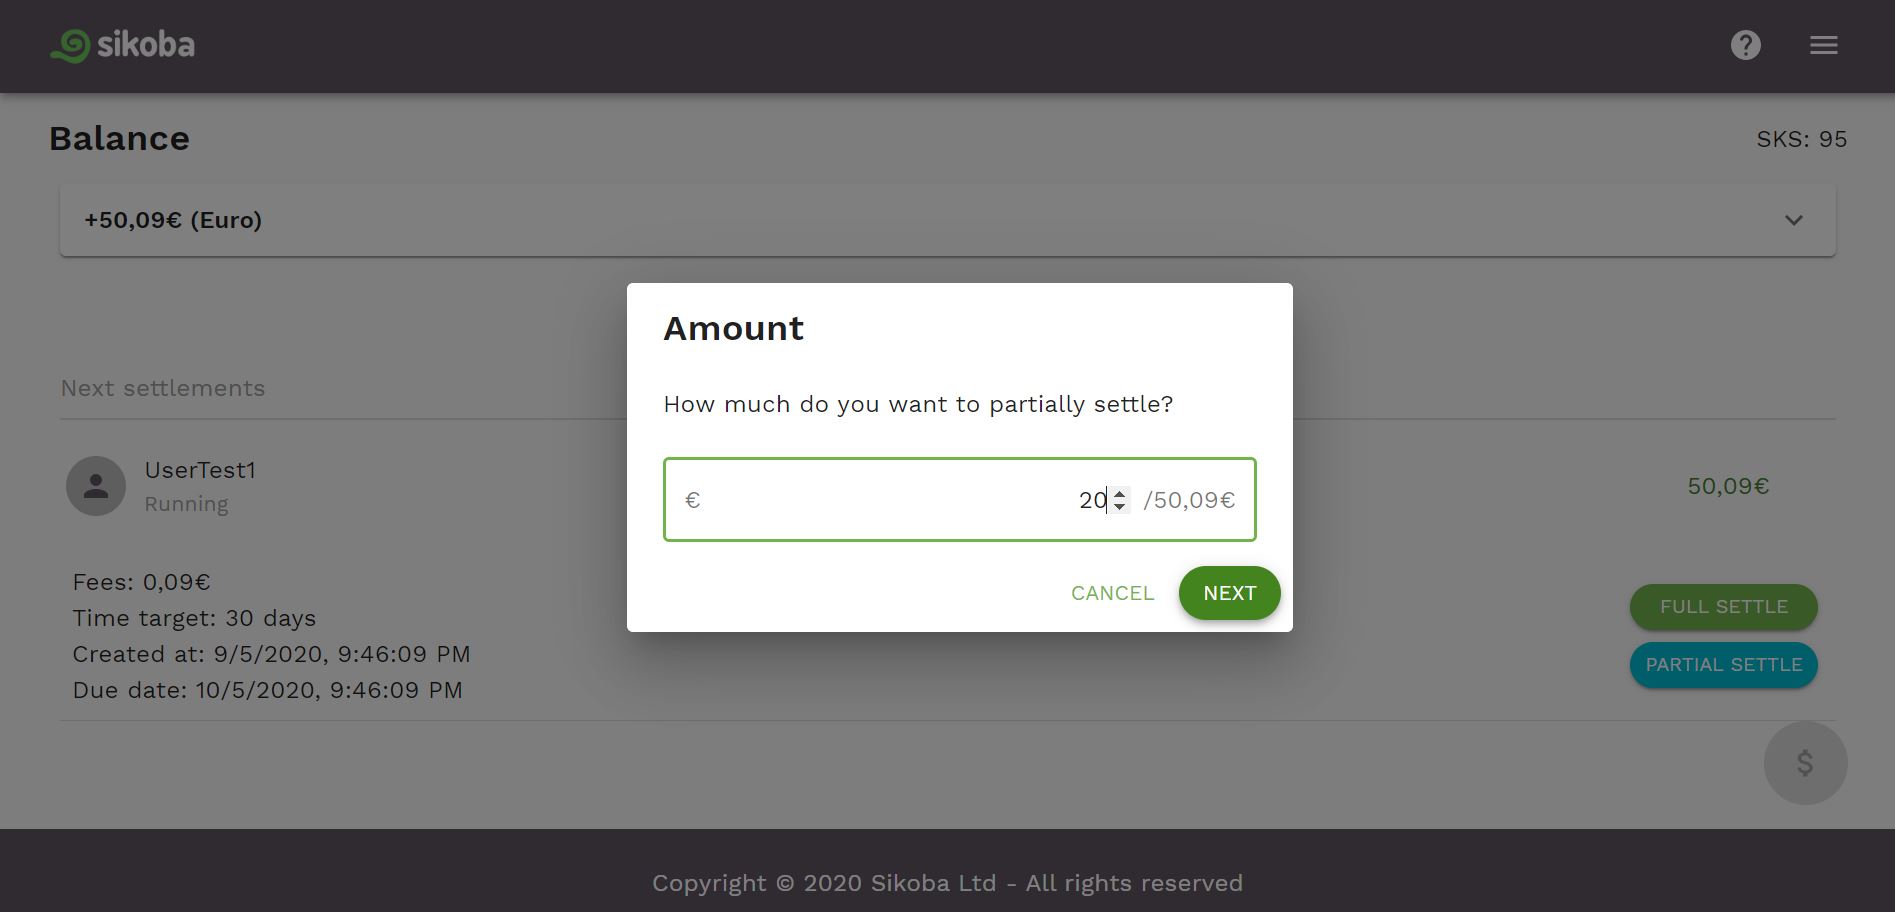 sikoba
?
Balance
SKS: 95
+50,09€ (Euro)
Amount
How much do you want to partially settle?
€ 20 /50,09€
CANCEL NEXT
Next settlements
UserTest1
Running
50,09€
Fees: 0,09€
Time target: 30 days
Created at: 9/5/2020, 9:46:09 PM
Due date: 10/5/2020, 9:46:09 PM
FULL SETTLE
PARTIAL SETTLE
$
Copyright © 2020 Sikoba Ltd - All rights reserved